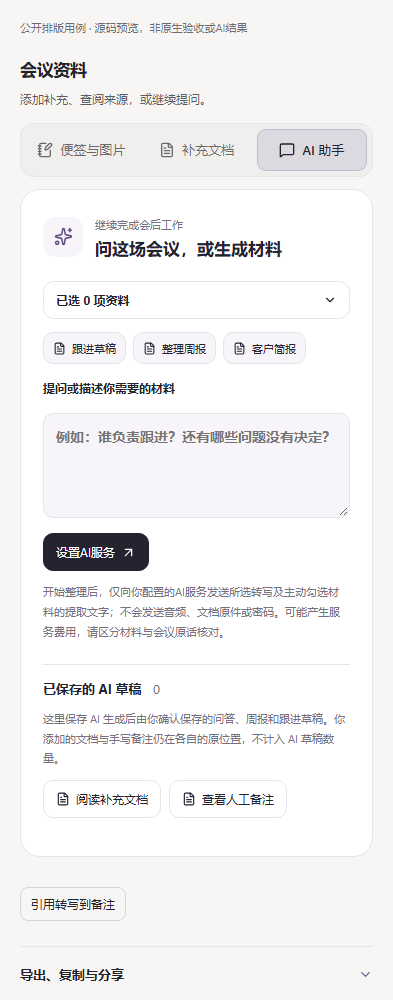 公开排版用例 · 源码预览，非原生验收或AI结果
会议资料
添加补充、查阅来源，或继续提问。
便签与图片
补充文档
AI 助手
继续完成会后工作
问这场会议，或生成材料
已选 0 项资料
跟进草稿
整理周报
客户简报
提问或描述你需要的材料
例如：谁负责跟进？还有哪些问题没有决定？
设置AI服务
开始整理后，仅向你配置的AI服务发送所选转写及主动勾选材
料的提取文字；不会发送音频、文档原件或密码。可能产生服
务费用，请区分材料与会议原话核对。
已保存的 AI 草稿 0
这里保存 AI 生成后由你确认保存的问答、周报和跟进草稿。你
添加的文档与手写备注仍在各自的原位置，不计入 AI 草稿数
量。
阅读补充文档
查看人工备注
引用转写到备注
导出、复制与分享